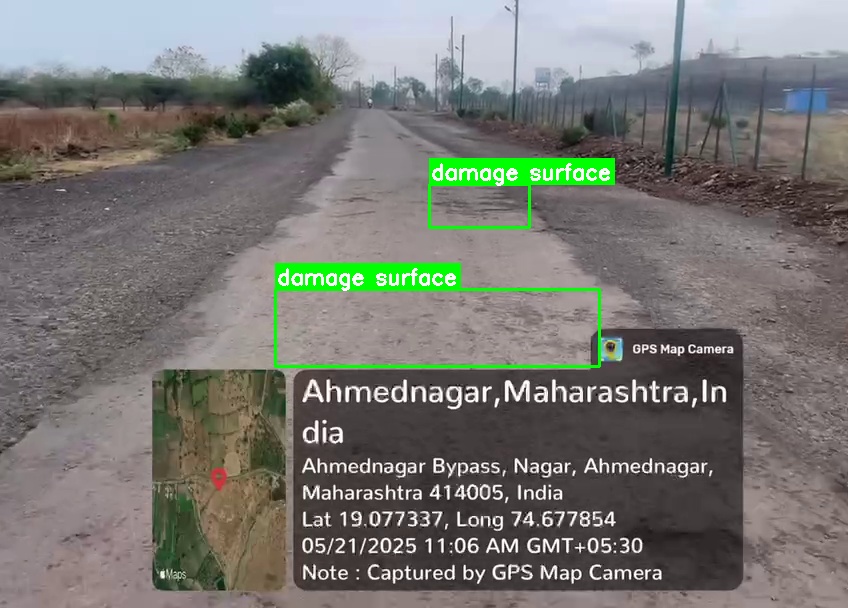 damage surface
damage surface
GPS Map Camera
Ahmednagar,Maharashtra,In
dia
Ahmednagar Bypass, Nagar, Ahmednagar,
Maharashtra 414005, India
Lat 19.077337, Long 74.677854
05/21/2025 11:06 AM GMT+05:30
Note : Captured by GPS Map Camera
Maps